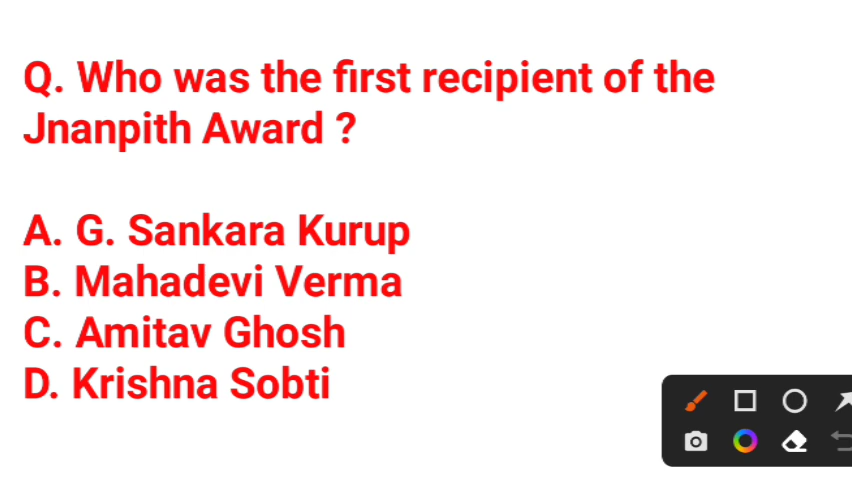 Q. Who was the first recipient of the
Jnanpith Award ?
A. G. Sankara Kurup
B. Mahadevi Verma
C. Amitav Ghosh
D. Krishna Sobti